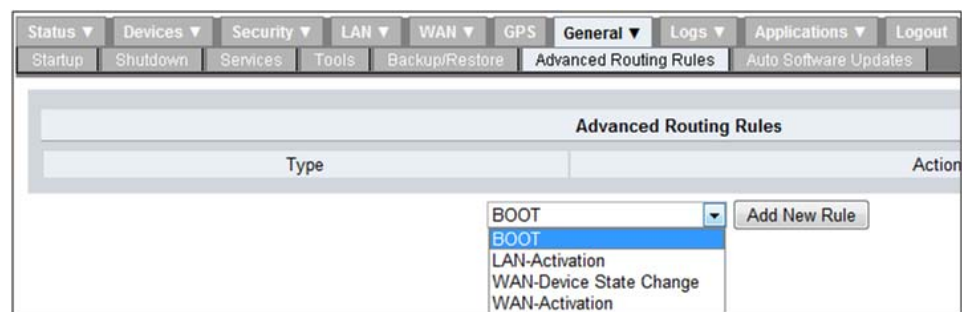 Status ▼ Devices ▼ Security ▼ LAN ▼ WAN ▼ GPS General ▼ Logs ▼ Applications ▼ Logout
Startup Shutdown Services Tools Backup/Restore Advanced Routing Rules Auto Software Updates
Advanced Routing Rules
Type Action
BOOT Add New Rule
BOOT
LAN-Activation
WAN-Device State Change
WAN-Activation